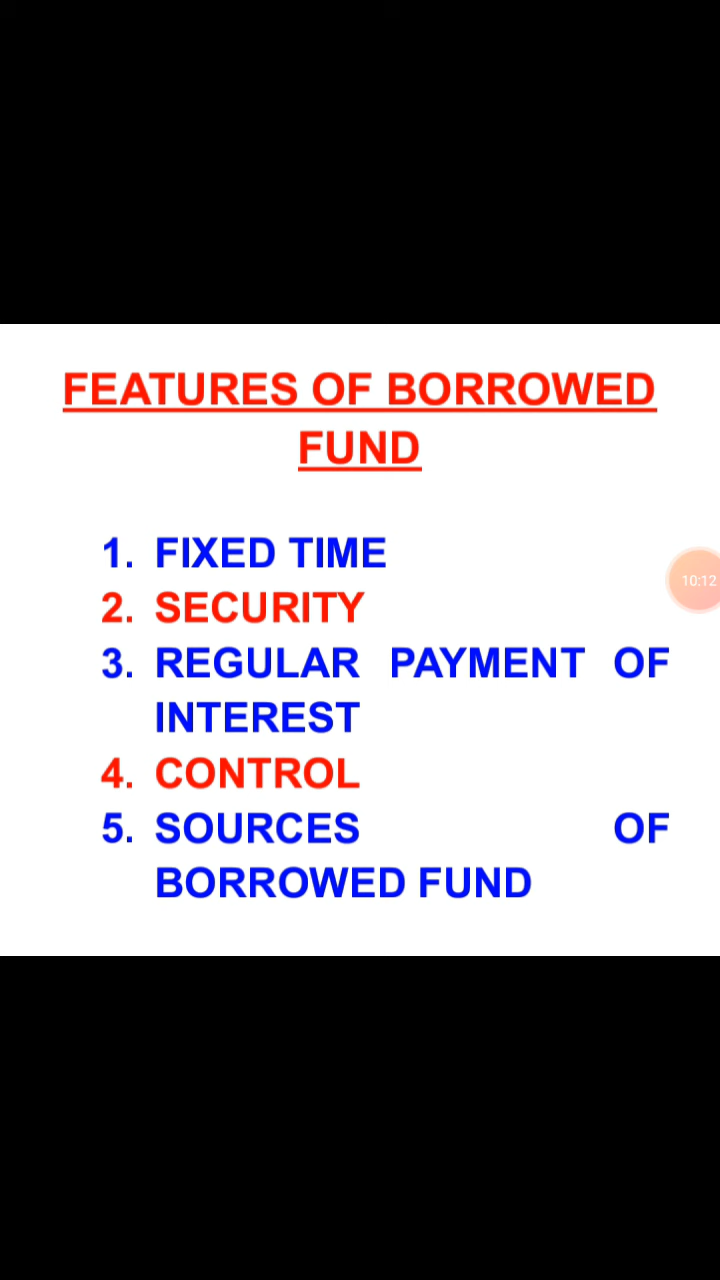 FEATURES OF BORROWED
FUND
1. FIXED TIME
2. SECURITY
3. REGULAR PAYMENT OF
INTEREST
4. CONTROL
5. SOURCES OF
BORROWED FUND
10:12